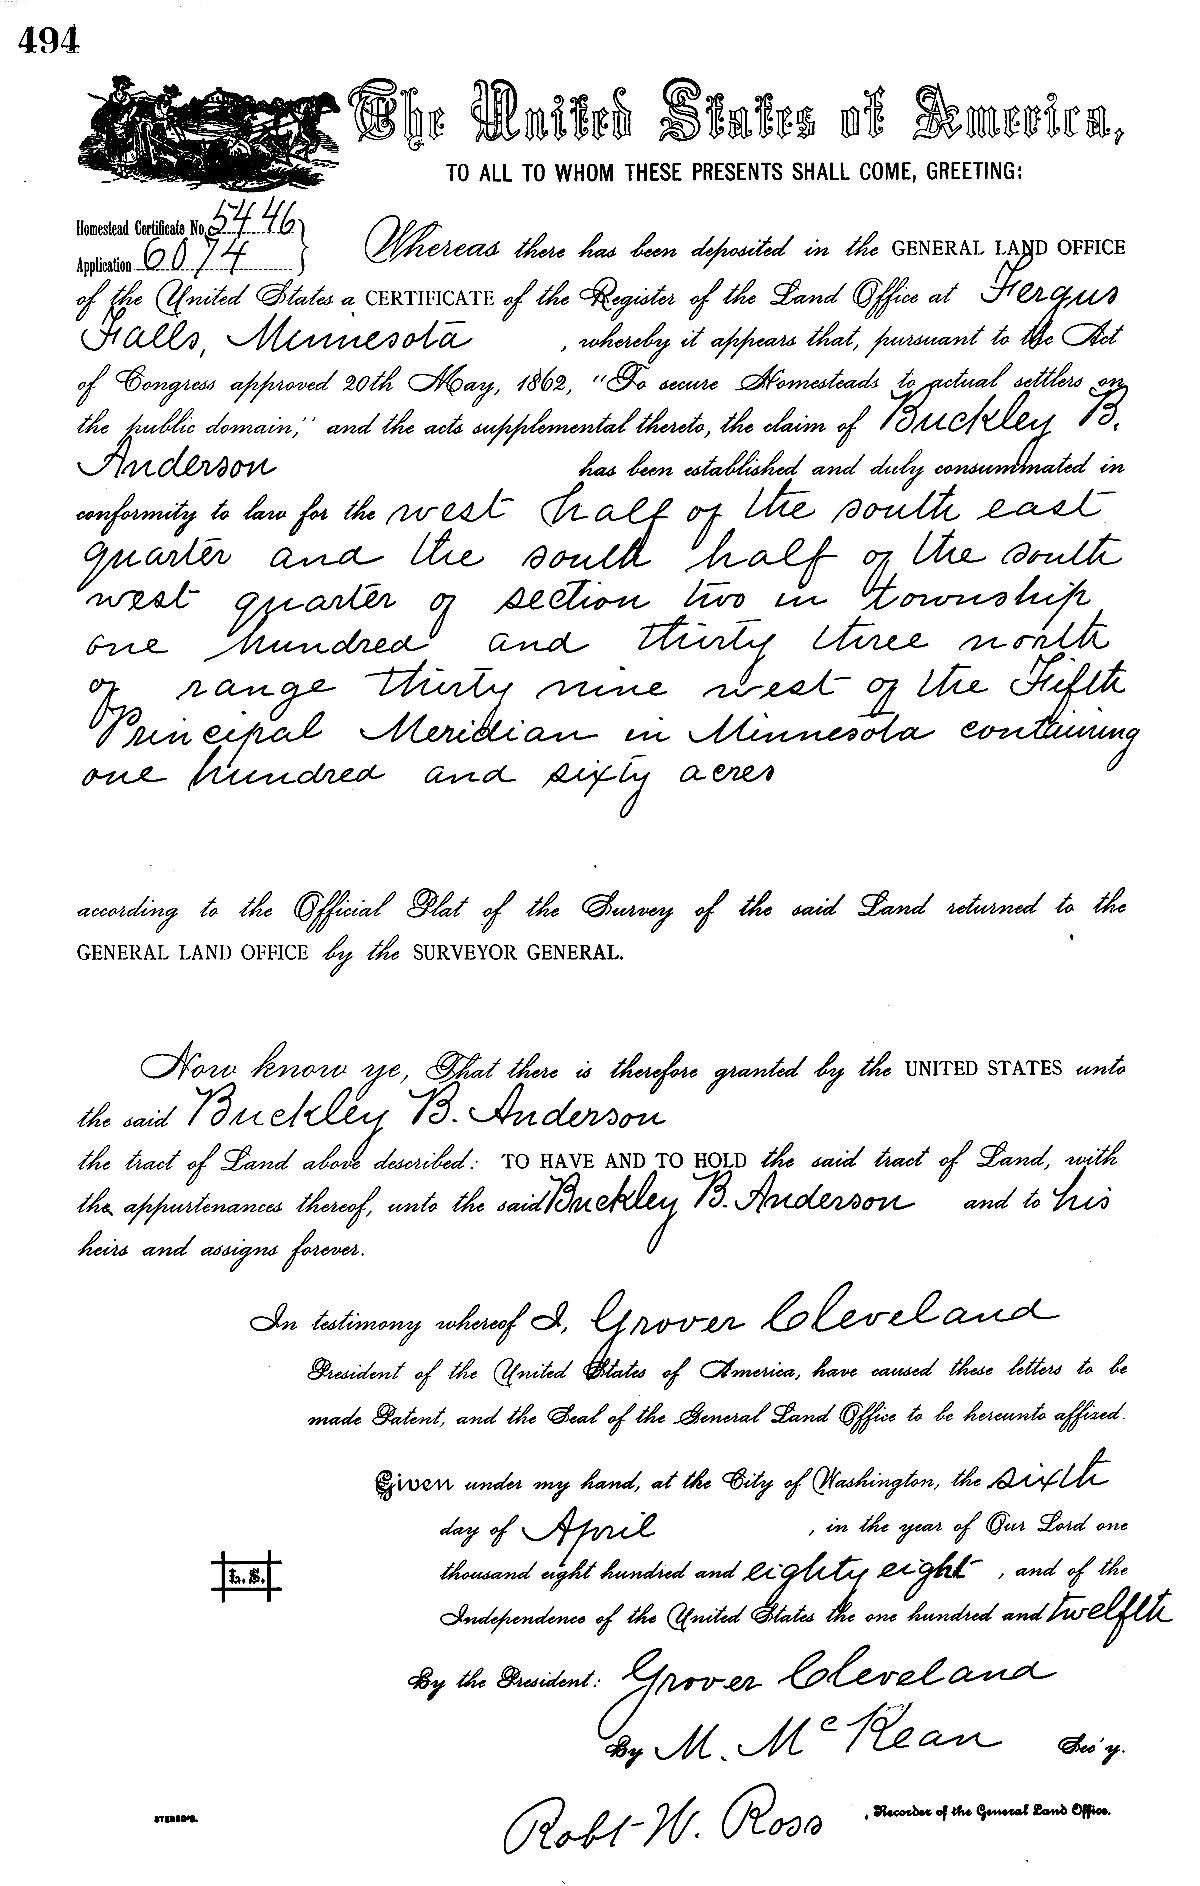 494
The United States of America,
TO ALL TO WHOM THESE PRESENTS SHALL COME, GREETING:
Homestead Certificate No. 5446
Application 6074
Whereas there has been deposited in the GENERAL LAND OFFICE
of the United States a CERTIFICATE of the Register of the Land Office at Fergus
Falls, Minnesota , whereby it appears that, pursuant to the Act
of Congress approved 20th May, 1862, "To secure Homesteads to actual settlers on
the public domain," and the acts supplemental thereto, the claim of Buckley B.
Anderson has been established and duly consummated in
conformity to law for the west half of the south east
quarter and the south half of the south
west quarter of section two in township
one hundred and thirty three north
of range thirty nine west of the Fifth
Principal Meridian in Minnesota containing
one hundred and sixty acres
according to the Official Plat of the Survey of the said Land returned to the
GENERAL LAND OFFICE by the SURVEYOR GENERAL.
Now know ye, That there is therefore granted by the UNITED STATES unto
the said Buckley B. Anderson
the tract of Land above described: TO HAVE AND TO HOLD the said tract of Land, with
the appurtenances thereof, unto the said Buckley B. Anderson and to his
heirs and assigns forever.
In testimony whereof I, Grover Cleveland
President of the United States of America, have caused these letters to be
made Patent, and the Seal of the General Land Office to be hereunto affixed.
Given under my hand, at the City of Washington, the sixth
day of April , in the year of Our Lord one
thousand eight hundred and eighty eight , and of the
L. S.
Independence of the United States the one hundred and twelfth
By the President: Grover Cleveland
By M. McKean Sec'y.
Robt W. Ross , Recorder of the General Land Office.